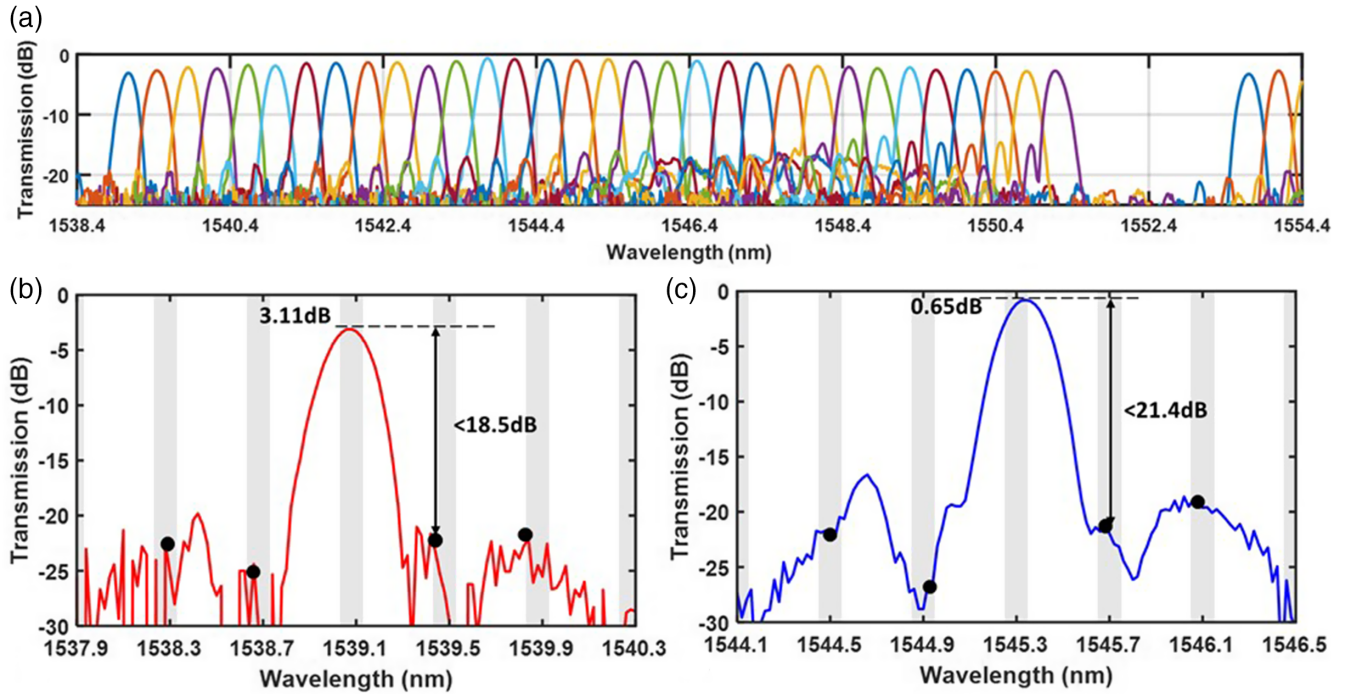 (a)
Transmission (dB)
0
-10
-20
1538.4 1540.4 1542.4 1544.4 1546.4 1548.4 1550.4 1552.4 1554.4
Wavelength (nm)
(b)
Transmission (dB)
0
-5
-10
-15
-20
-25
-30
3.11dB
<18.5dB
1537.9 1538.3 1538.7 1539.1 1539.5 1539.9 1540.3
Wavelength (nm)
(c)
Transmission (dB)
0
-5
-10
-15
-20
-25
-30
0.65dB
<21.4dB
1544.1 1544.5 1544.9 1545.3 1545.7 1546.1 1546.5
Wavelength (nm)